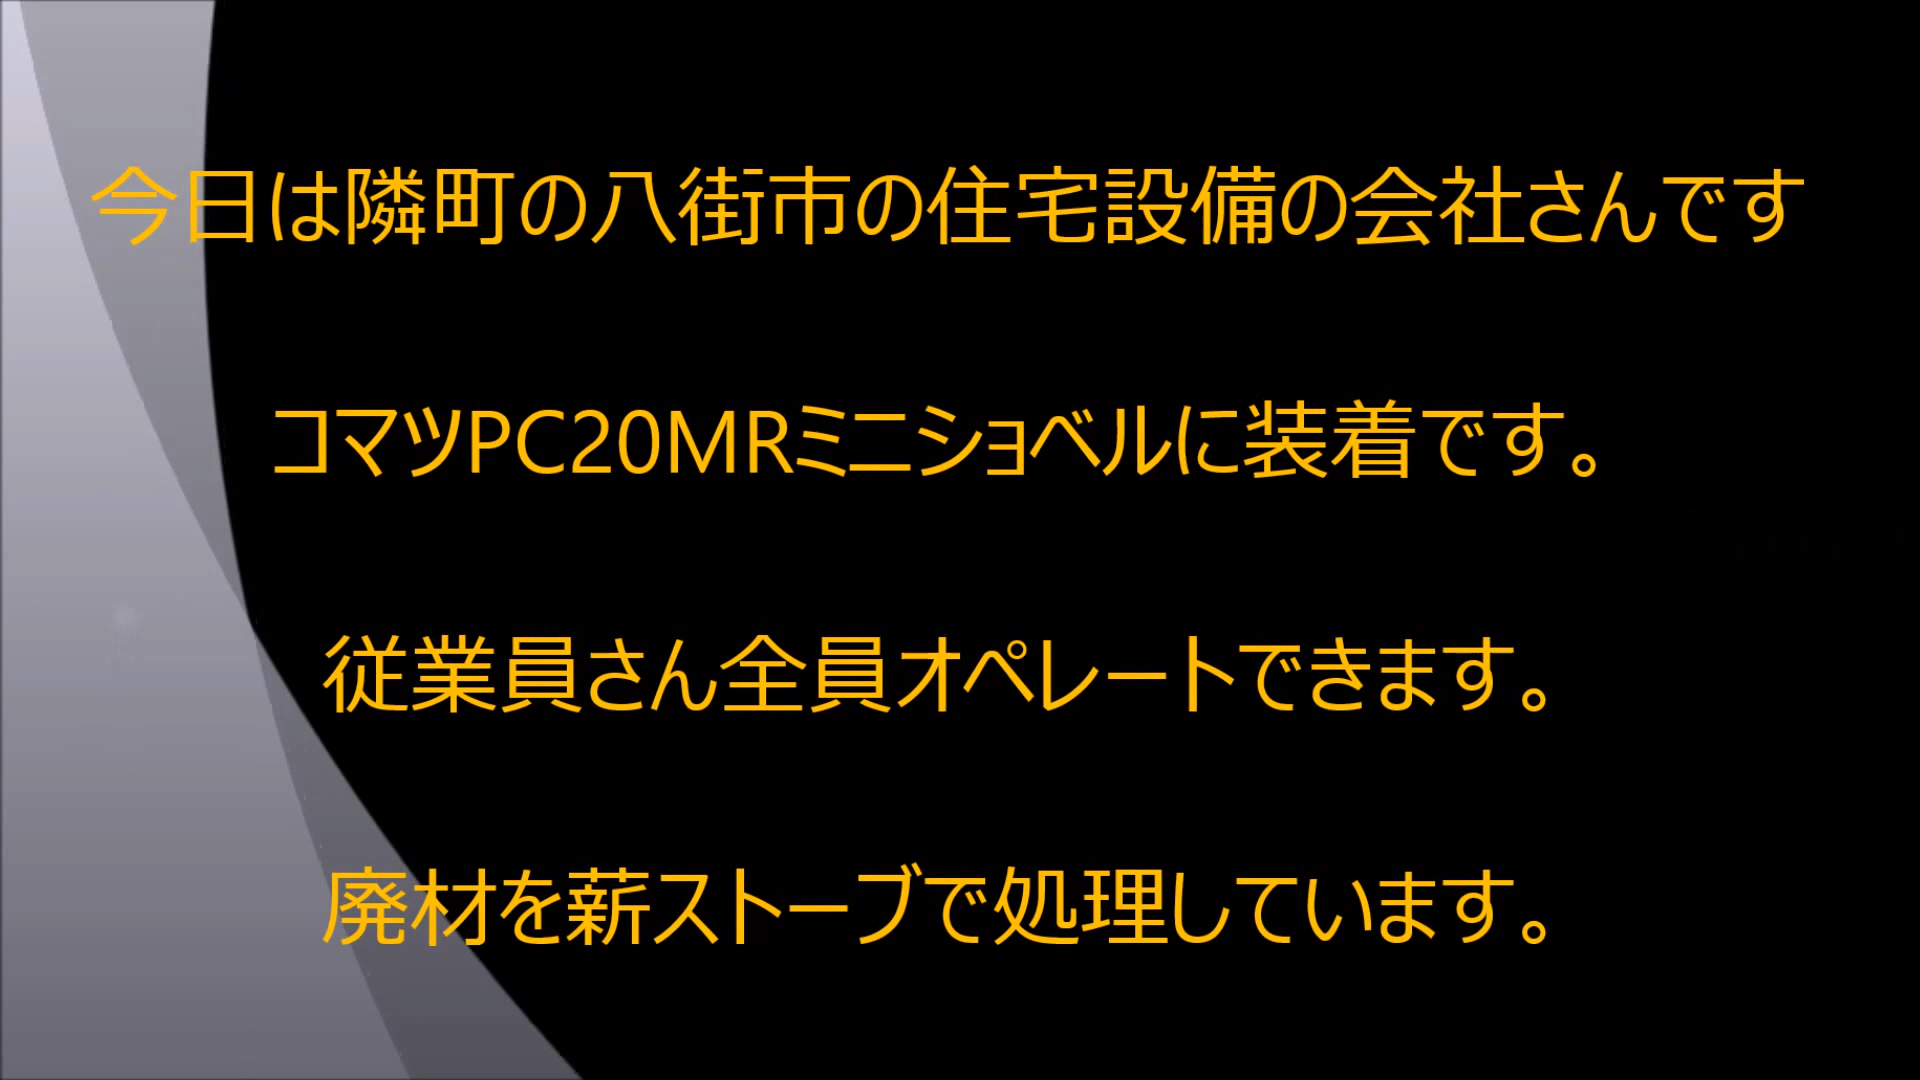 今日は隣町の八街市の住宅設備の会社さんです
コマツPC20MRミニショベルに装着です。
従業員さん全員オペレートできます。
廃材を薪ストーブで処理しています。